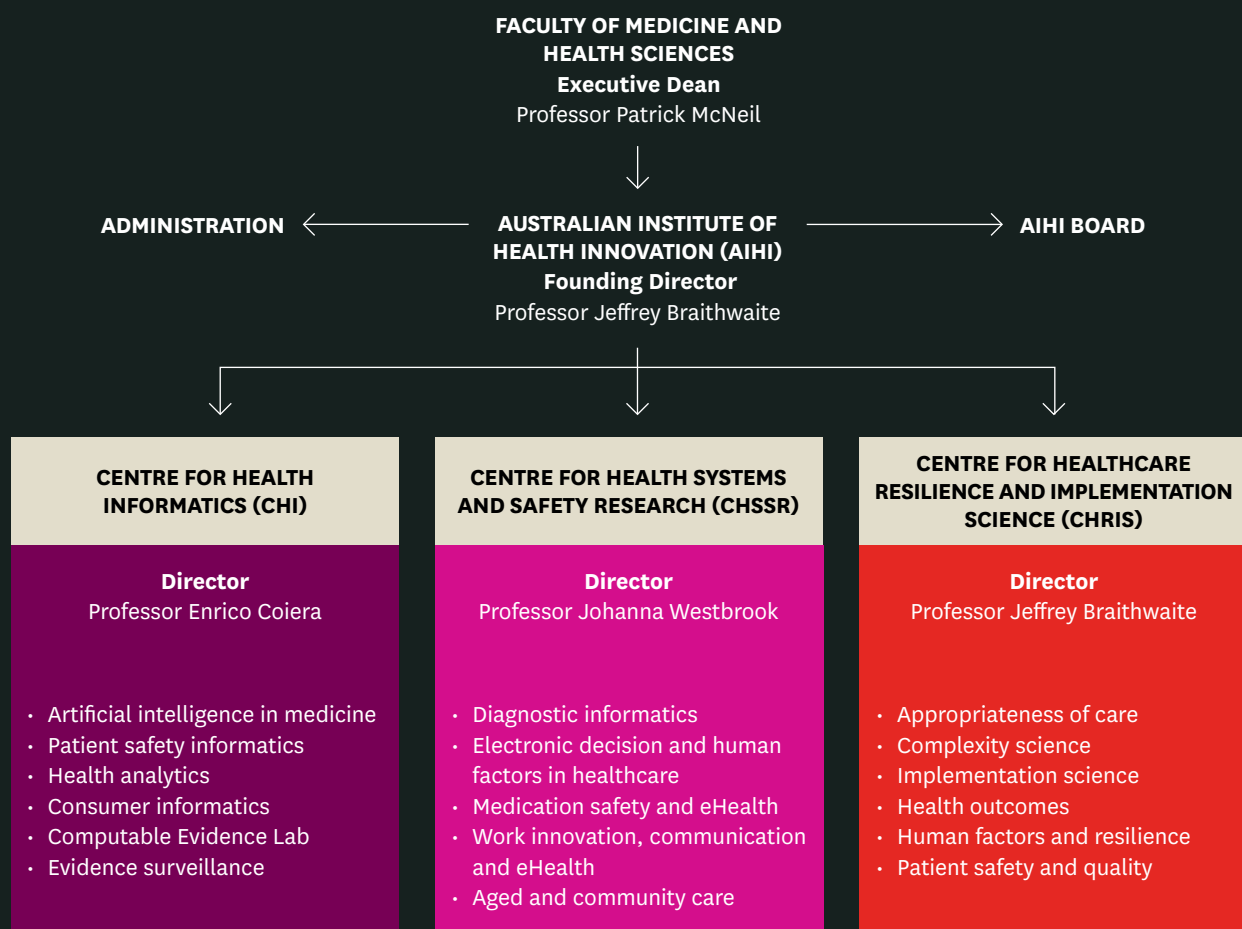 FACULTY OF MEDICINE AND
HEALTH SCIENCES
Executive Dean
Professor Patrick McNeil
ADMINISTRATION
AUSTRALIAN INSTITUTE OF
HEALTH INNOVATION (AIHI)
Founding Director
Professor Jeffrey Braithwaite
AIHI BOARD
CENTRE FOR HEALTH
INFORMATICS (CHI)
Director
Professor Enrico Coiera
• Artificial intelligence in medicine
• Patient safety informatics
• Health analytics
• Consumer informatics
• Computable Evidence Lab
• Evidence surveillance
CENTRE FOR HEALTH SYSTEMS
AND SAFETY RESEARCH (CHSSR)
Director
Professor Johanna Westbrook
• Diagnostic informatics
• Electronic decision and human
factors in healthcare
• Medication safety and eHealth
• Work innovation, communication
and eHealth
• Aged and community care
CENTRE FOR HEALTHCARE
RESILIENCE AND IMPLEMENTATION
SCIENCE (CHRIS)
Director
Professor Jeffrey Braithwaite
• Appropriateness of care
• Complexity science
• Implementation science
• Health outcomes
• Human factors and resilience
• Patient safety and quality